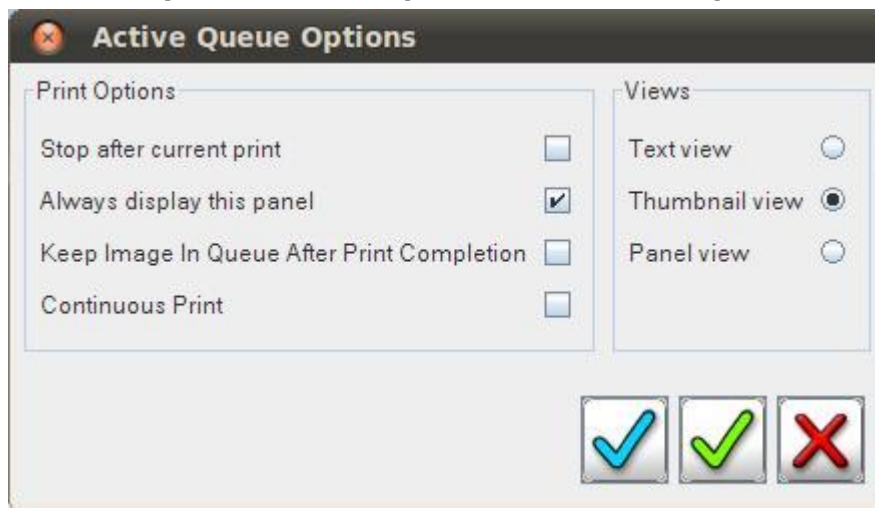 Active Queue Options
Print Options
Stop after current print
Always display this panel
Keep Image In Queue After Print Completion
Continuous Print
Views
Text view
Thumbnail view
Panel view